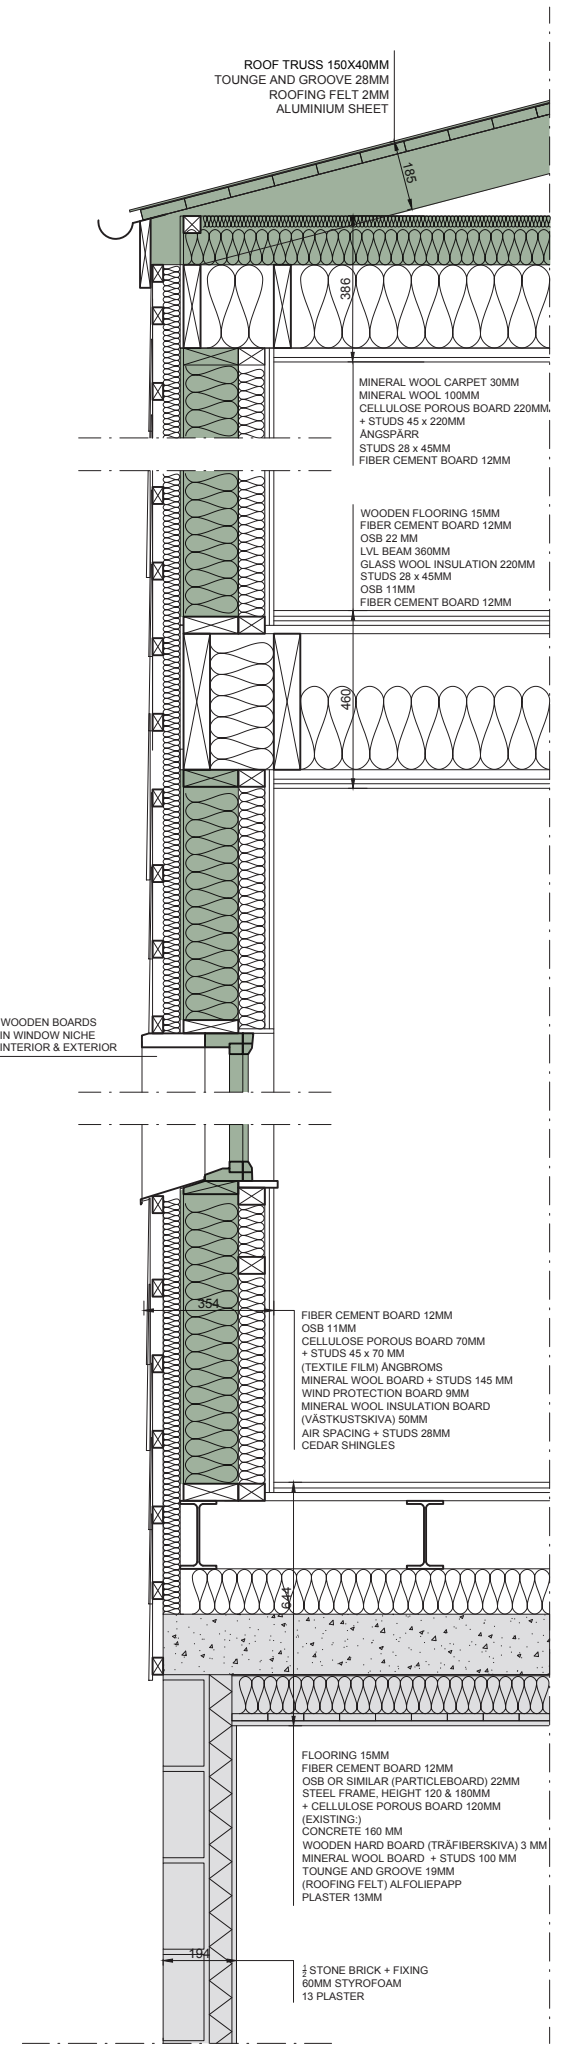 ROOF TRUSS 150X40MM
TOUNGE AND GROOVE 28MM
ROOFING FELT 2MM
ALUMINIUM SHEET
185
386
MINERAL WOOL CARPET 30MM
MINERAL WOOL 100MM
CELLULOSE POROUS BOARD 220MM
+ STUDS 45 x 220MM
ÅNGSPÄRR
STUDS 28 x 45MM
FIBER CEMENT BOARD 12MM
WOODEN FLOORING 15MM
FIBER CEMENT BOARD 12MM
OSB 22 MM
LVL BEAM 360MM
GLASS WOOL INSULATION 220MM
STUDS 28 x 45MM
OSB 11MM
FIBER CEMENT BOARD 12MM
460
WOODEN BOARDS
IN WINDOW NICHE
INTERIOR & EXTERIOR
354
FIBER CEMENT BOARD 12MM
OSB 11MM
CELLULOSE POROUS BOARD 70MM
+ STUDS 45 x 70 MM
(TEXTILE FILM) ÅNGBROMS
MINERAL WOOL BOARD + STUDS 145 MM
WIND PROTECTION BOARD 9MM
MINERAL WOOL INSULATION BOARD
(VÄSTKUSTSKIVA) 50MM
AIR SPACING + STUDS 28MM
CEDAR SHINGLES
644
FLOORING 15MM
FIBER CEMENT BOARD 12MM
OSB OR SIMILAR (PARTICLEBOARD) 22MM
STEEL FRAME, HEIGHT 120 & 180MM
+ CELLULOSE POROUS BOARD 120MM
(EXISTING:)
CONCRETE 160 MM
WOODEN HARD BOARD (TRÄFIBERSKIVA) 3 MM
MINERAL WOOL BOARD + STUDS 100 MM
TOUNGE AND GROOVE 19MM
(ROOFING FELT) ALFOLIEPAPP
PLASTER 13MM
194
½ STONE BRICK + FIXING
60MM STYROFOAM
13 PLASTER